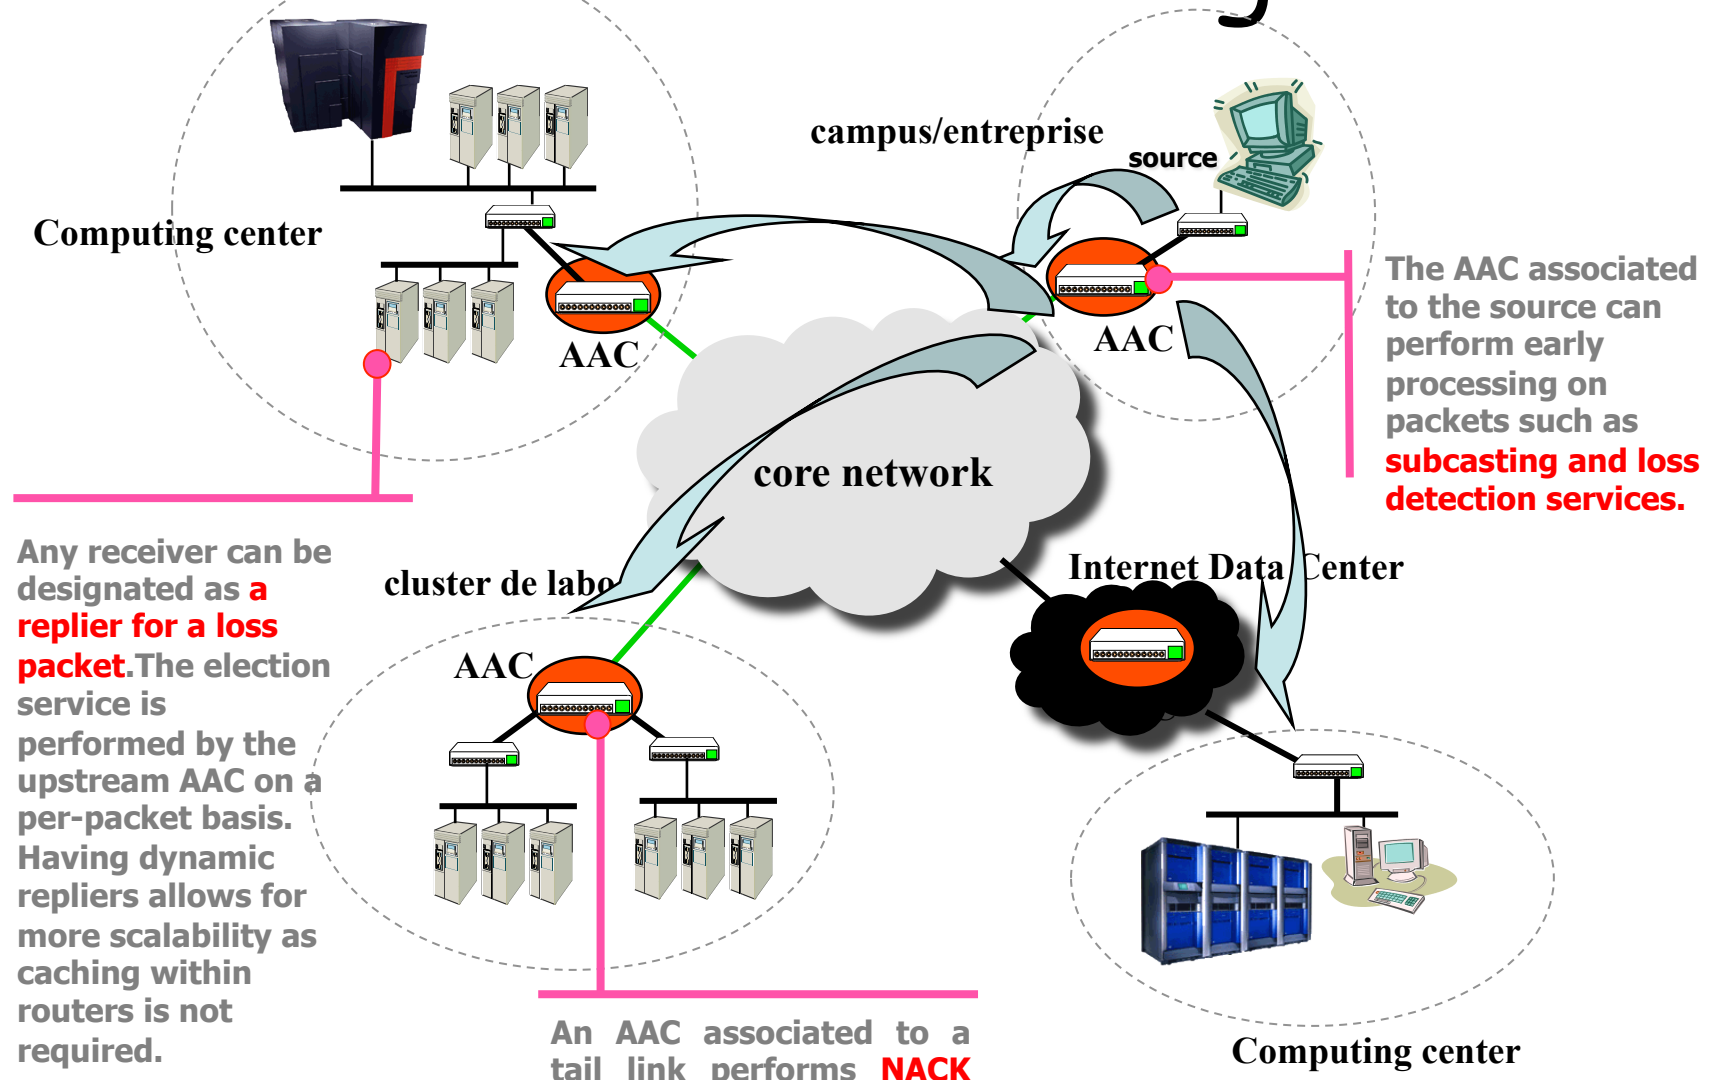 campus/entreprise
source
Computing center
AAC
AAC
The AAC associated
to the source can
perform early
processing on
packets such as
subcasting and loss
detection services.
core network
Internet Data Center
cluster de labo
AAC
Any receiver can be
designated as a
replier for a loss
packet.The election
service is
performed by the
upstream AAC on a
per-packet basis.
Having dynamic
repliers allows for
more scalability as
caching within
routers is not
required.
An AAC associated to a
tail link performs NACK
Computing center